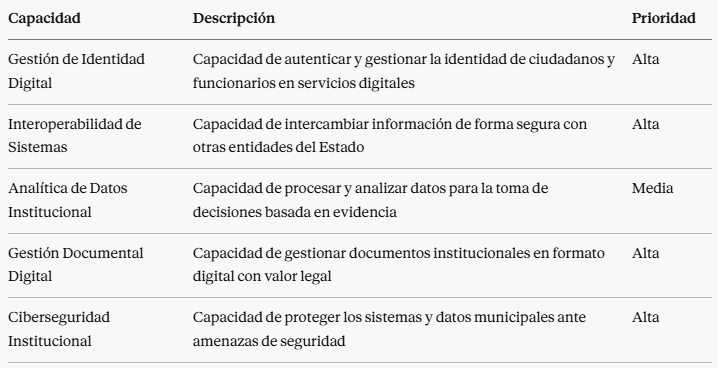 Capacidad Descripción Prioridad
Gestión de Identidad Digital Capacidad de autenticar y gestionar la identidad de ciudadanos y funcionarios en servicios digitales Alta
Interoperabilidad de Sistemas Capacidad de intercambiar información de forma segura con otras entidades del Estado Alta
Analítica de Datos Institucional Capacidad de procesar y analizar datos para la toma de decisiones basada en evidencia Media
Gestión Documental Digital Capacidad de gestionar documentos institucionales en formato digital con valor legal Alta
Ciberseguridad Institucional Capacidad de proteger los sistemas y datos municipales ante amenazas de seguridad Alta